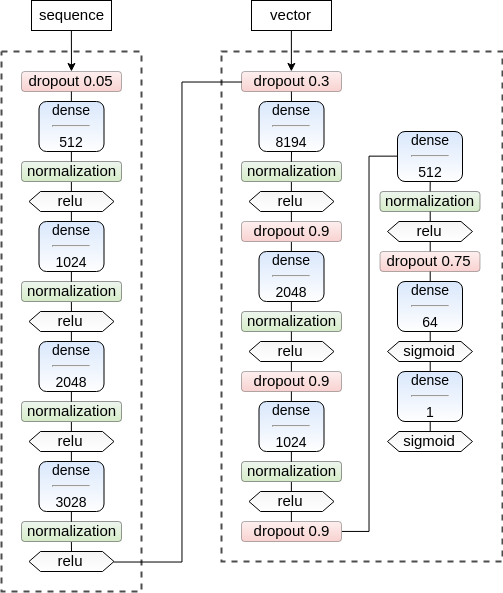 sequence
dropout 0.05
dense
512
normalization
relu
dense
1024
normalization
relu
dense
2048
normalization
relu
dense
3028
normalization
relu
vector
dropout 0.3
dense
8194
normalization
relu
dropout 0.9
dense
2048
normalization
relu
dropout 0.9
dense
1024
normalization
relu
dropout 0.9
dense
512
normalization
relu
dropout 0.75
dense
64
sigmoid
dense
1
sigmoid